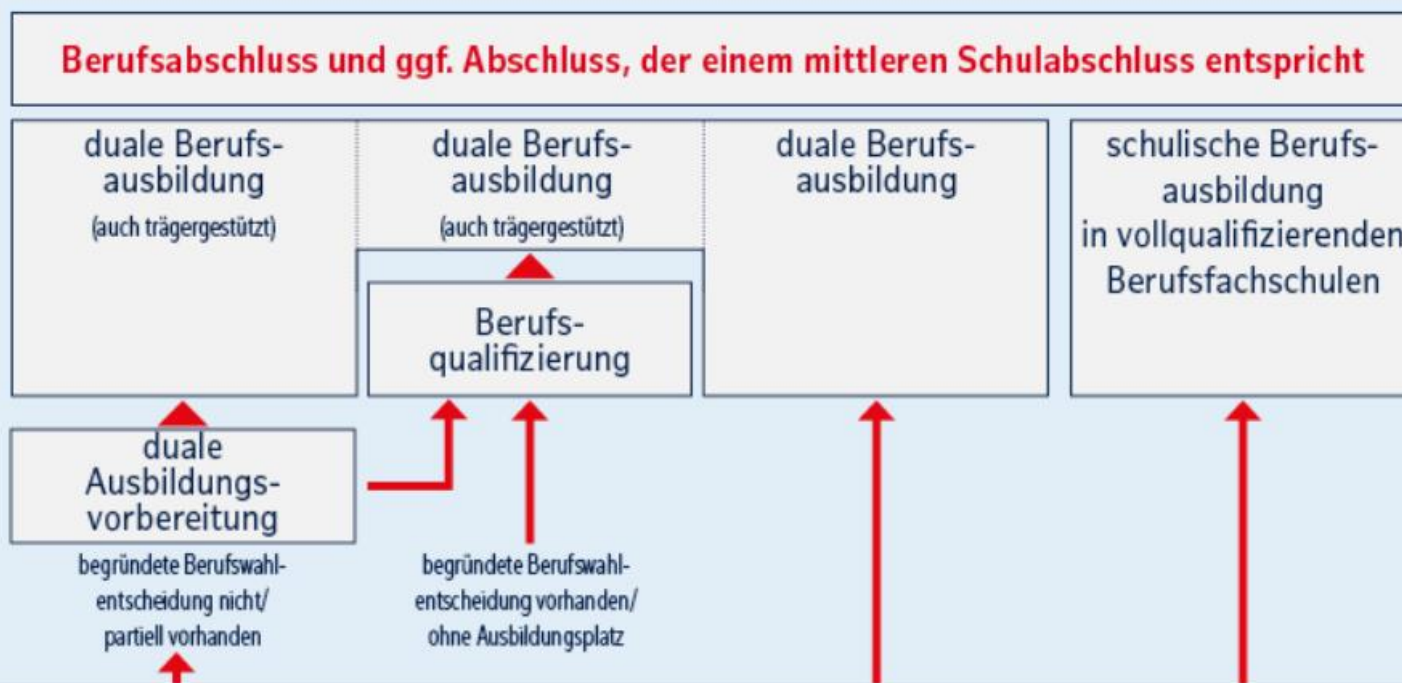 Berufsabschluss und ggf. Abschluss, der einem mittleren Schulabschluss entspricht
duale Berufs-
ausbildung
(auch trägergestützt)
duale Berufs-
ausbildung
(auch trägergestützt)
duale Berufs-
ausbildung
schulische Berufs-
ausbildung
in vollqualifizierenden
Berufsfachschulen
Berufs-
qualifizierung
duale
Ausbildungs-
vorbereitung
begründete Berufswahl-
entscheidung nicht/
partiell vorhanden
begründete Berufswahl-
entscheidung vorhanden/
ohne Ausbildungsplatz